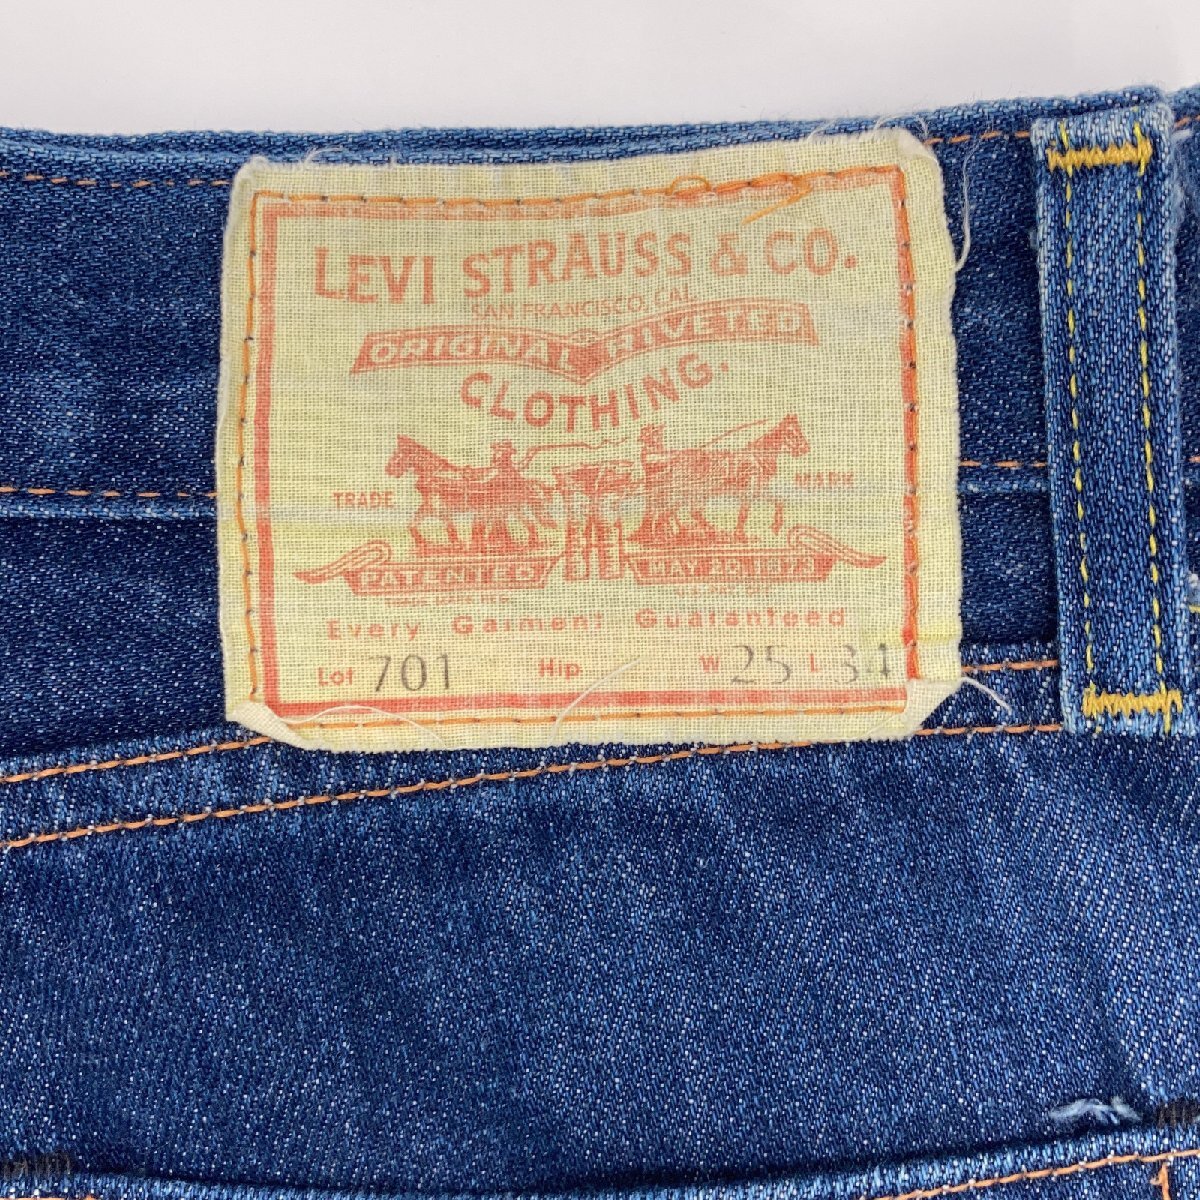 LEVI STRAUSS & CO.
SAN FRANCISCO, CAL
ORIGINAL RIVETED
CLOTHING.
TRADE MARK
PATENTED MAY 20, 1873
Every Garment Guaranteed
Lot 701 Hip W 25 L 34